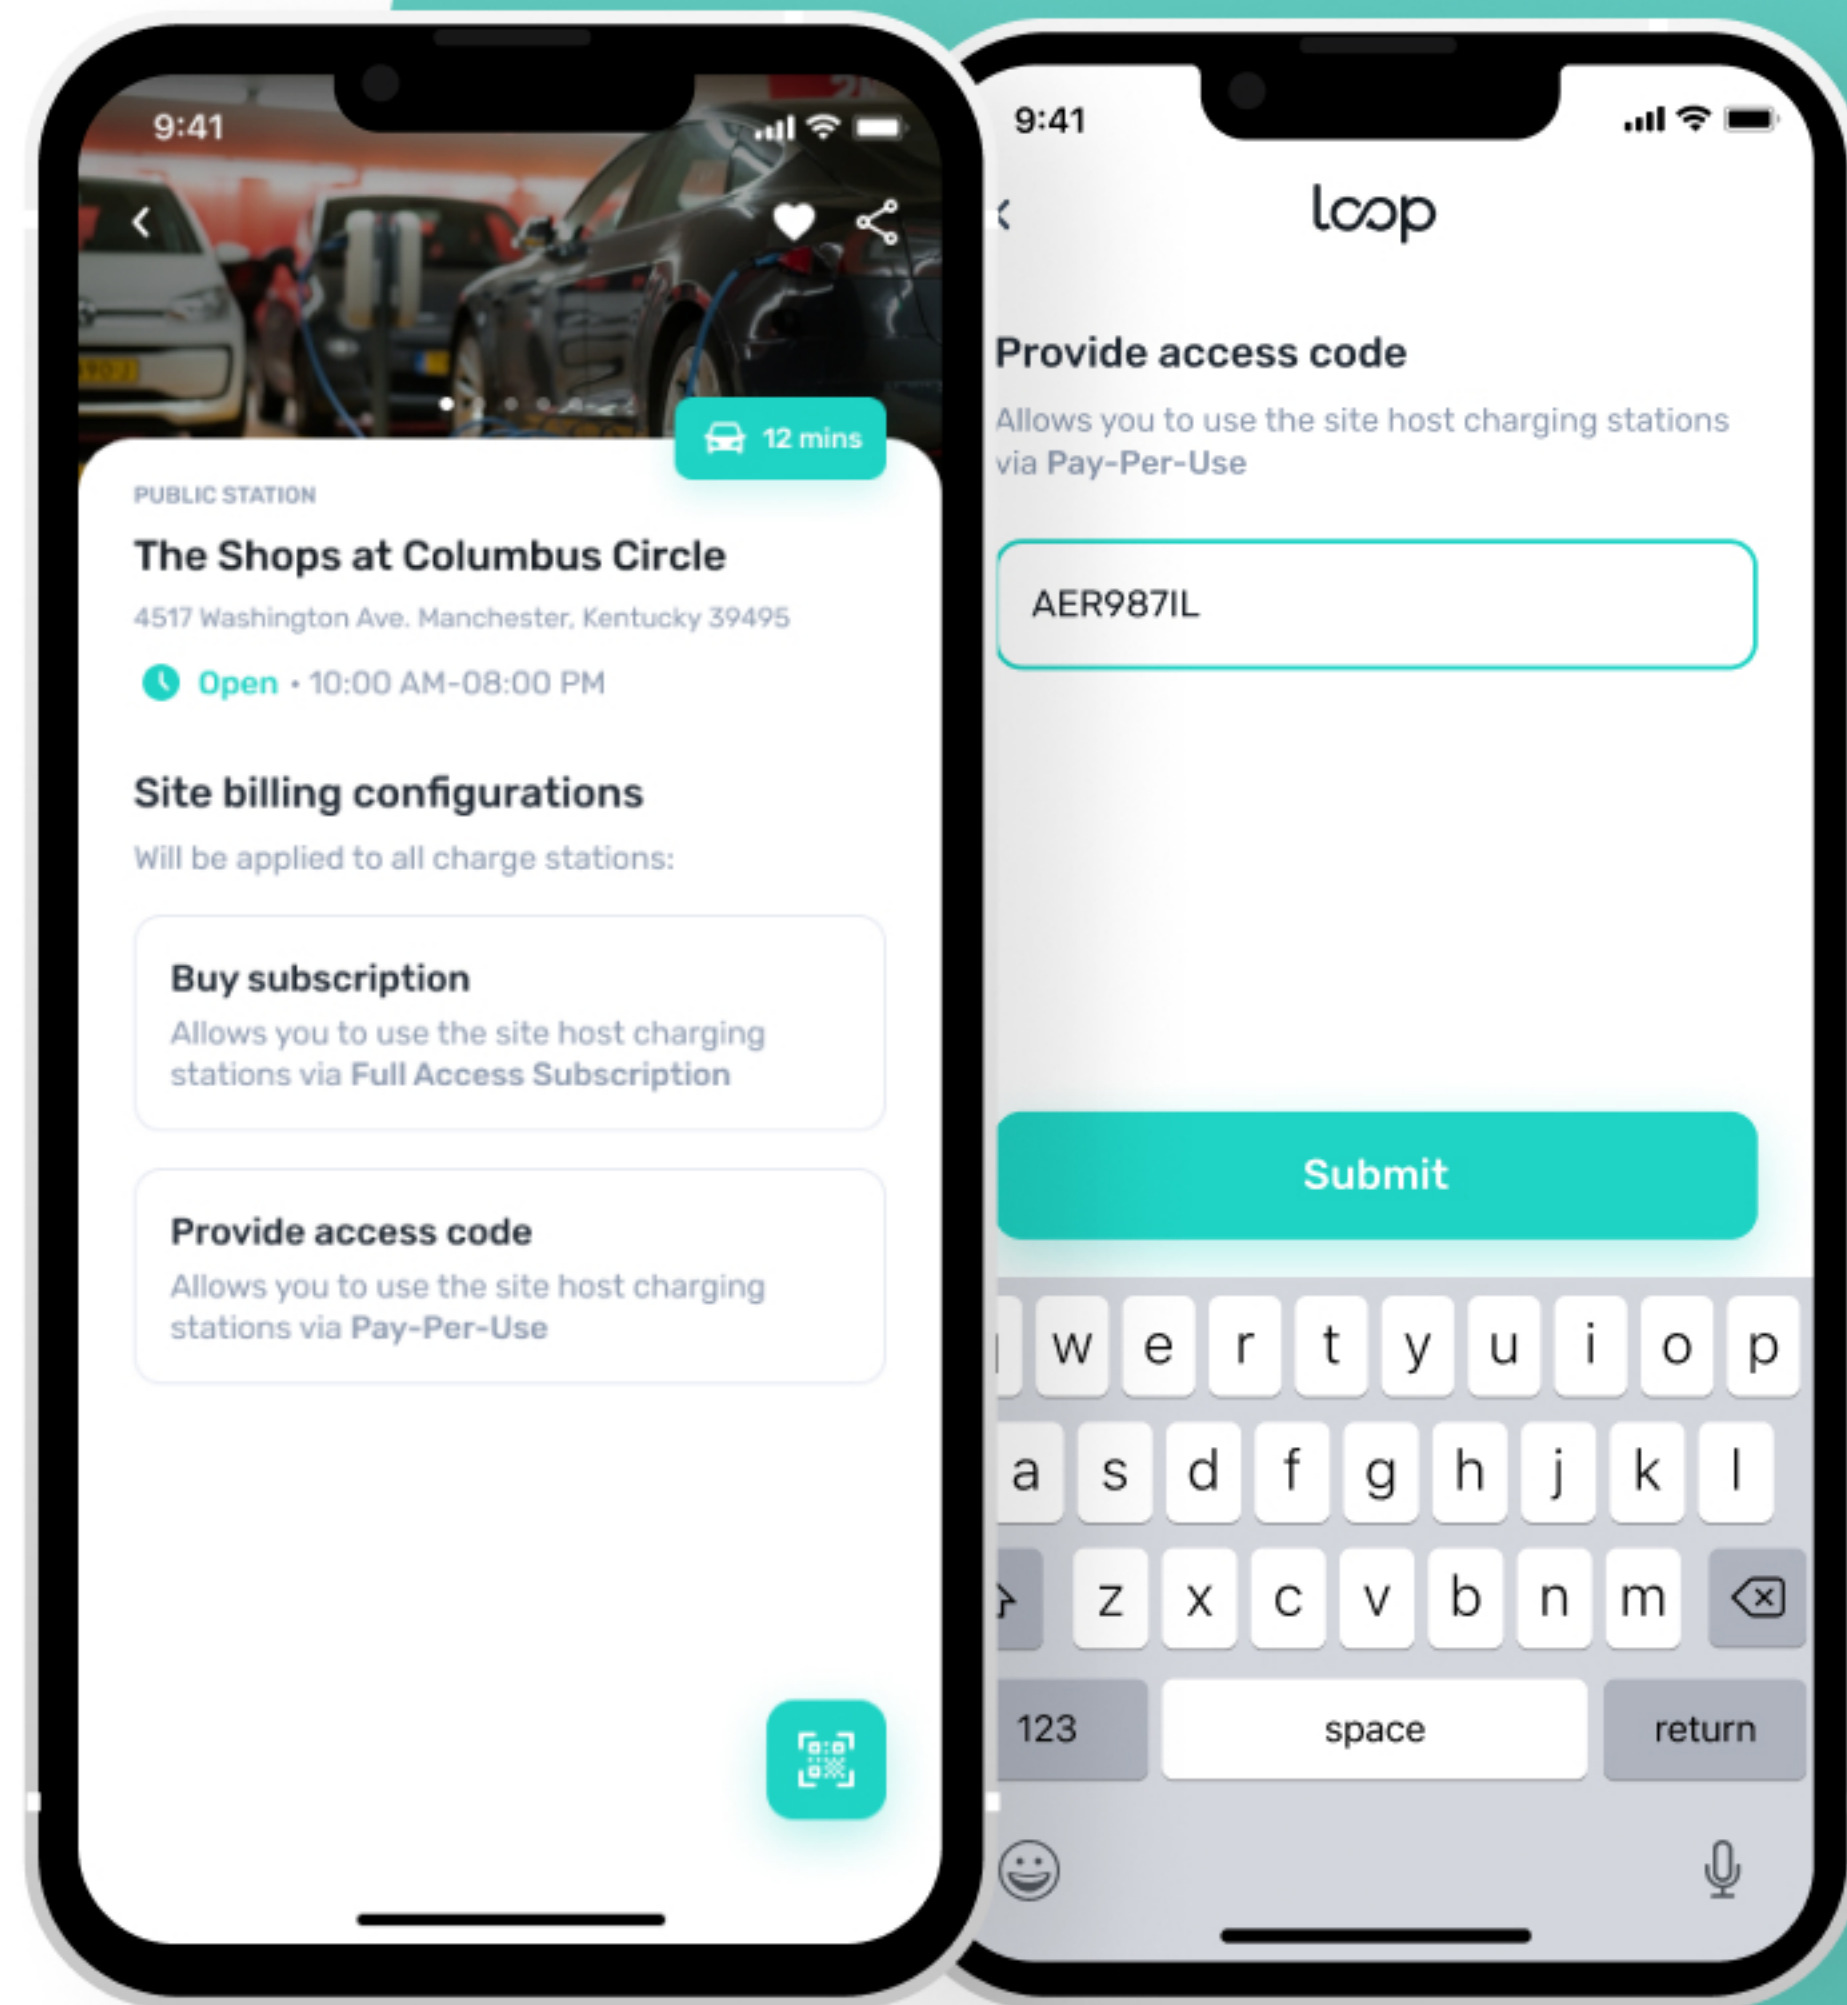 9:41
12 mins
PUBLIC STATION
The Shops at Columbus Circle
4517 Washington Ave. Manchester, Kentucky 39495
Open • 10:00 AM-08:00 PM
Site billing configurations
Will be applied to all charge stations:
Buy subscription
Allows you to use the site host charging
stations via Full Access Subscription
Provide access code
Allows you to use the site host charging
stations via Pay-Per-Use
9:41
loop
Provide access code
Allows you to use the site host charging stations
via Pay-Per-Use
AER987IL
Submit
w e r t y u i o p
a s d f g h j k l
z x c v b n m
123 space return